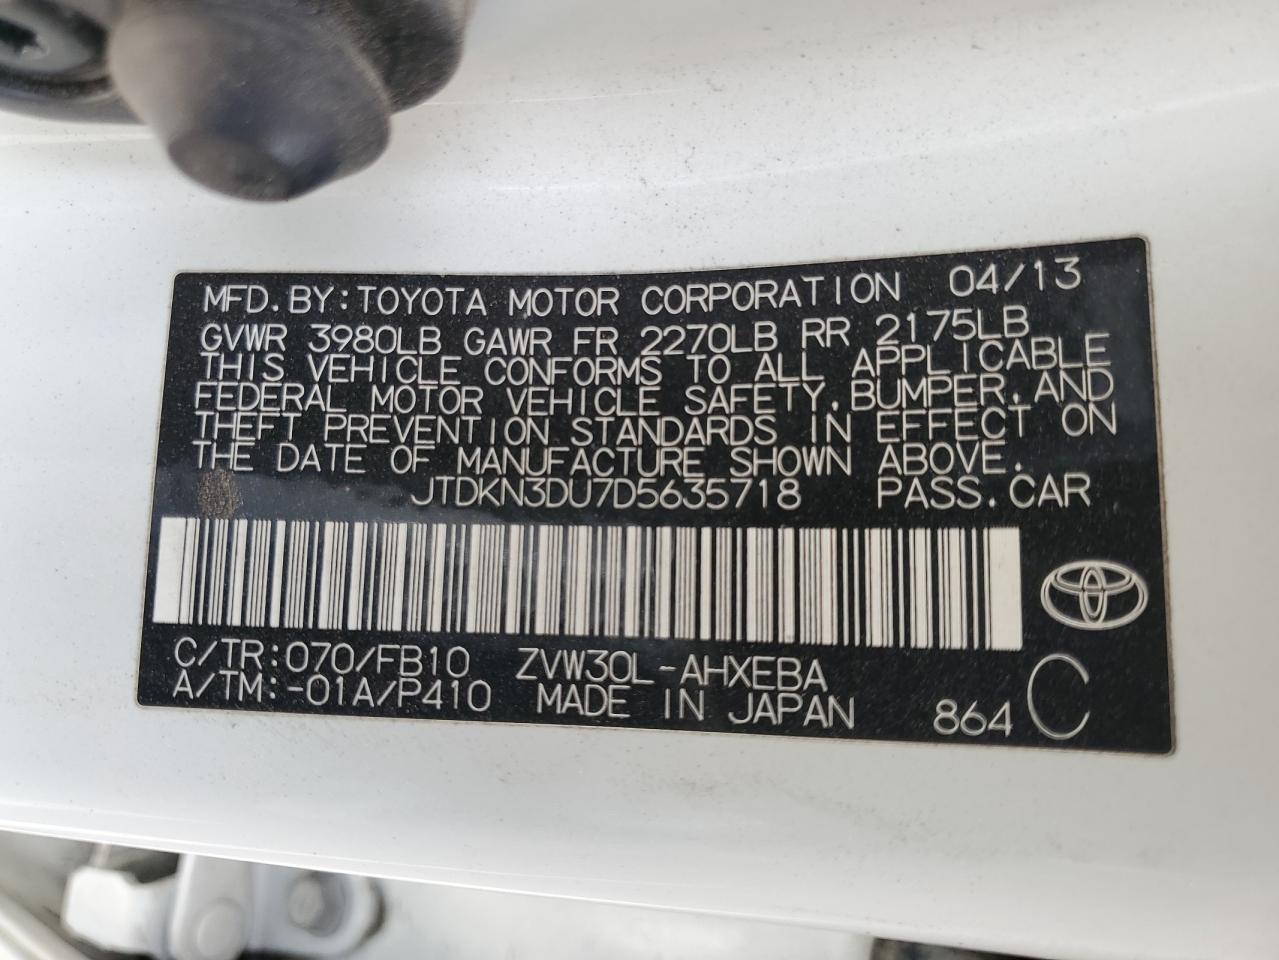 MFD.BY:TOYOTA MOTOR CORPORATION 04/13
GVWR 3980LB GAWR FR 2270LB RR 2175LB
THIS VEHICLE CONFORMS TO ALL APPLICABLE
FEDERAL MOTOR VEHICLE SAFETY,BUMPER,AND
THEFT PREVENTION STANDARDS IN EFFECT ON
THE DATE OF MANUFACTURE SHOWN ABOVE.
JTDKN3DU7D5635718 PASS.CAR
C/TR:070/FB10 ZVW30L-AHXEBA
A/TM:-01A/P410 MADE IN JAPAN 864 C